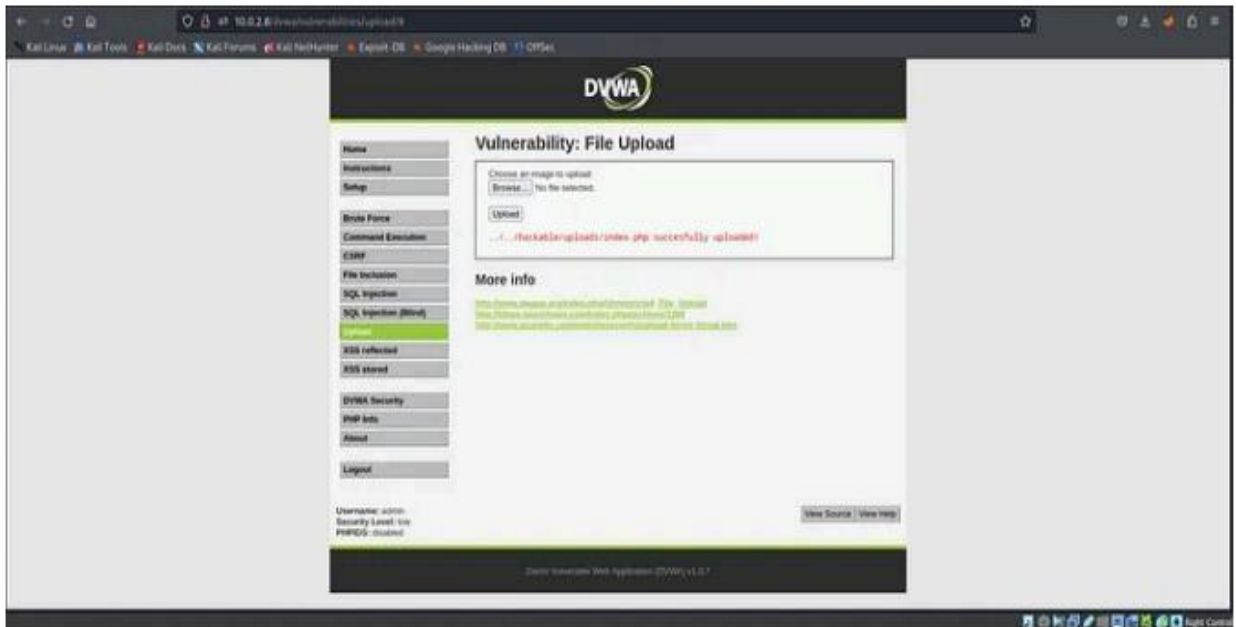 10.0.2.6/dvwa/vulnerabilities/upload/#
Kali Linux Kali Tools Kali Docs Kali Forums Kali NetHunter Exploit-DB Google Hacking DB OffSec
DVWA
Vulnerability: File Upload
Home
Instructions
Setup
Brute Force
Command Execution
CSRF
File Inclusion
SQL Injection
SQL Injection (Blind)
Upload
XSS reflected
XSS stored
DVWA Security
PHP Info
About
Logout
Choose an image to upload:
Browse... No file selected.
Upload
../../hackable/uploads/index.php succesfully uploaded!
More info
Username: admin
Security Level: low
PHPIDS: disabled
View Source View Help
Damn Vulnerable Web Application (DVWA) v1.0.7
Right Control